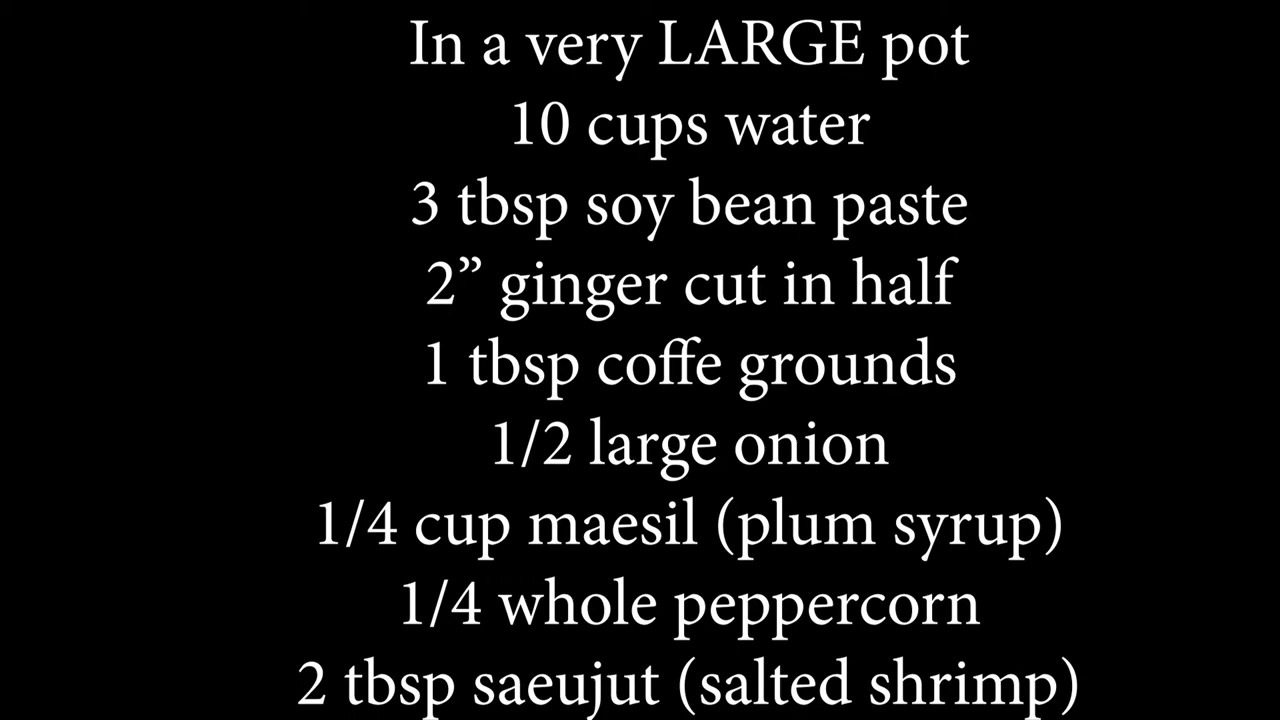 In a very LARGE pot
10 cups water
3 tbsp soy bean paste
2” ginger cut in half
1 tbsp coffe grounds
1/2 large onion
1/4 cup maesil (plum syrup)
1/4 whole peppercorn
2 tbsp saeujut (salted shrimp)